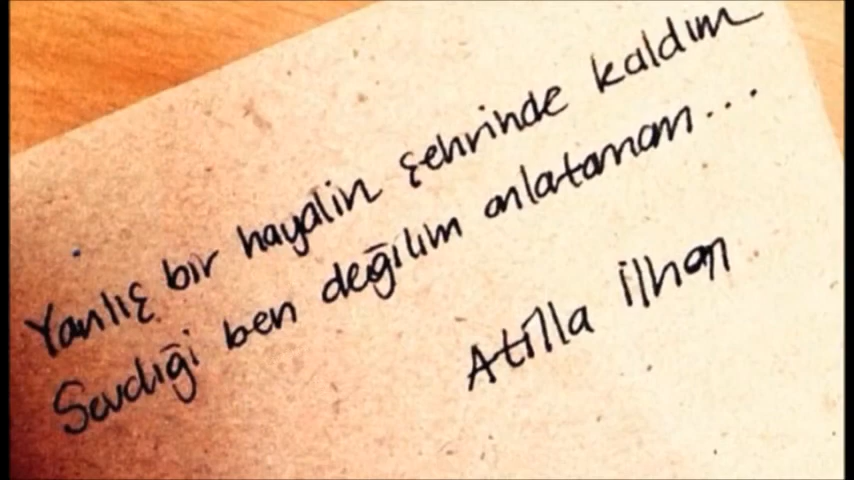 Yanlış bir hayalin şehrinde kaldım
Sevdiği ben değilim anlatamam...
Atilla İlhan